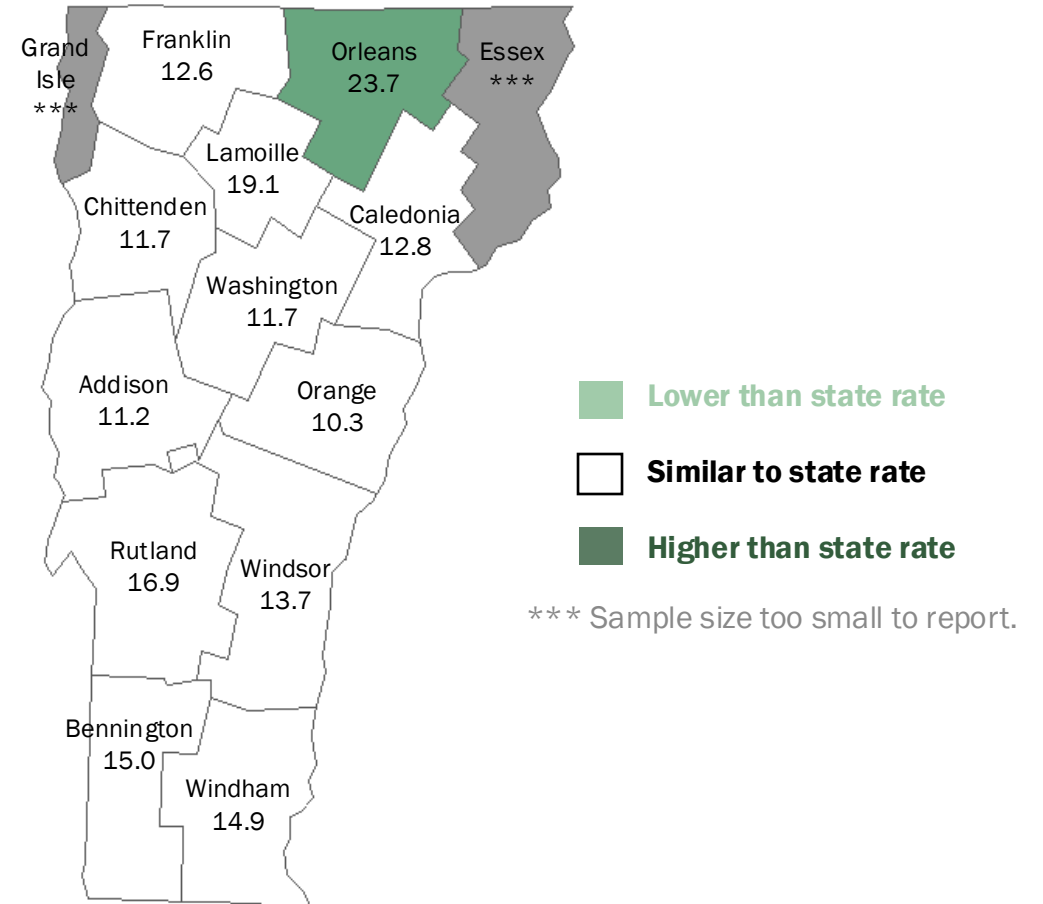 Grand
Isle
***
Franklin
12.6
Orleans
23.7
Essex
***
Lamoille
19.1
Chittenden
11.7
Caledonia
12.8
Washington
11.7
Addison
11.2
Orange
10.3
Rutland
16.9
Windsor
13.7
Bennington
15.0
Windham
14.9
Lower than state rate
Similar to state rate
Higher than state rate
*** Sample size too small to report.